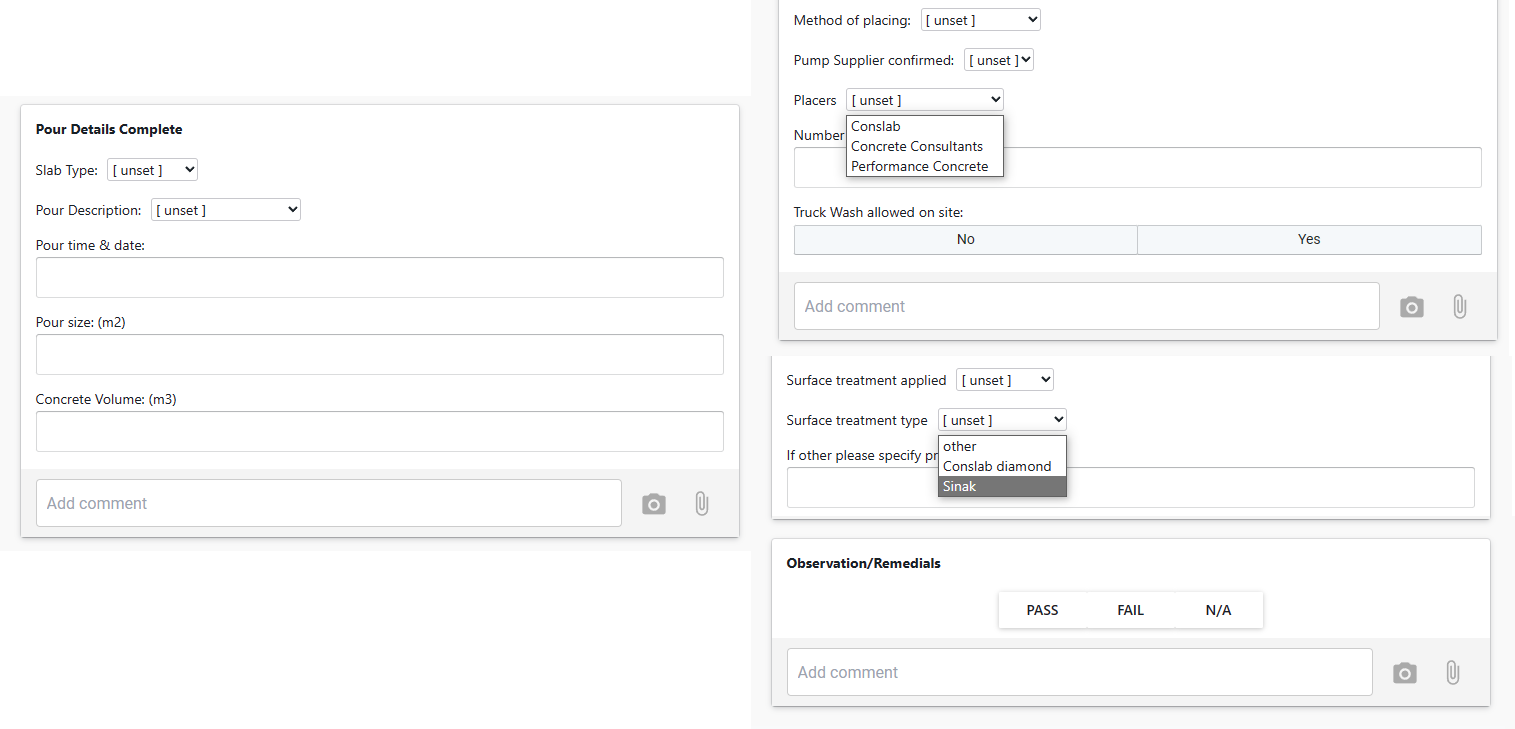 Pour Details Complete
Slab Type: [ unset ]
Pour Description: [ unset ]
Pour time & date:
Pour size: (m2)
Concrete Volume: (m3)
Add comment
Method of placing: [ unset ]
Pump Supplier confirmed: [ unset ]
Placers [ unset ]
Conslab
Number
Concrete Consultants
Performance Concrete
Truck Wash allowed on site:
No Yes
Add comment
Surface treatment applied [ unset ]
Surface treatment type [ unset ]
other
If other please specify pr
Conslab diamond
Sinak
Observation/Remedials
PASS FAIL N/A
Add comment